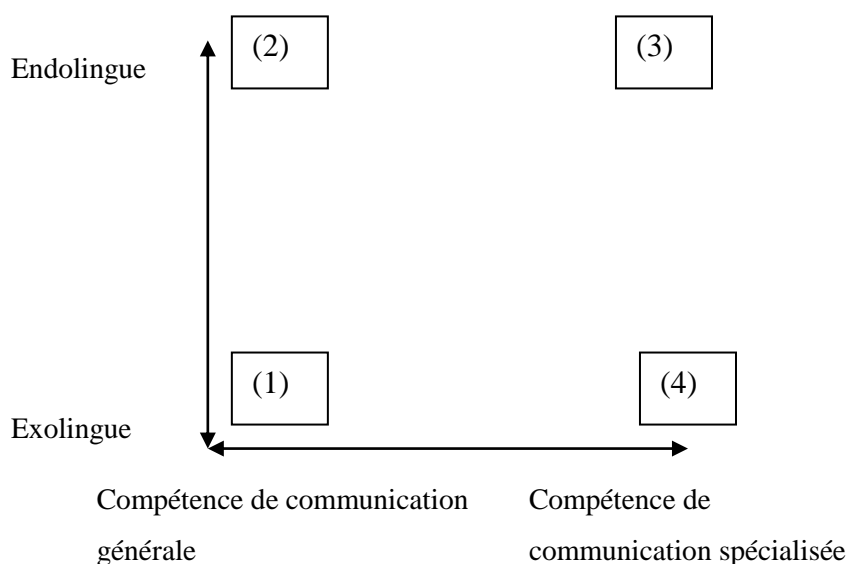 (2) (3)
Endolingue
(1) (4)
Exolingue
Compétence de communication Compétence de
générale communication spécialisée